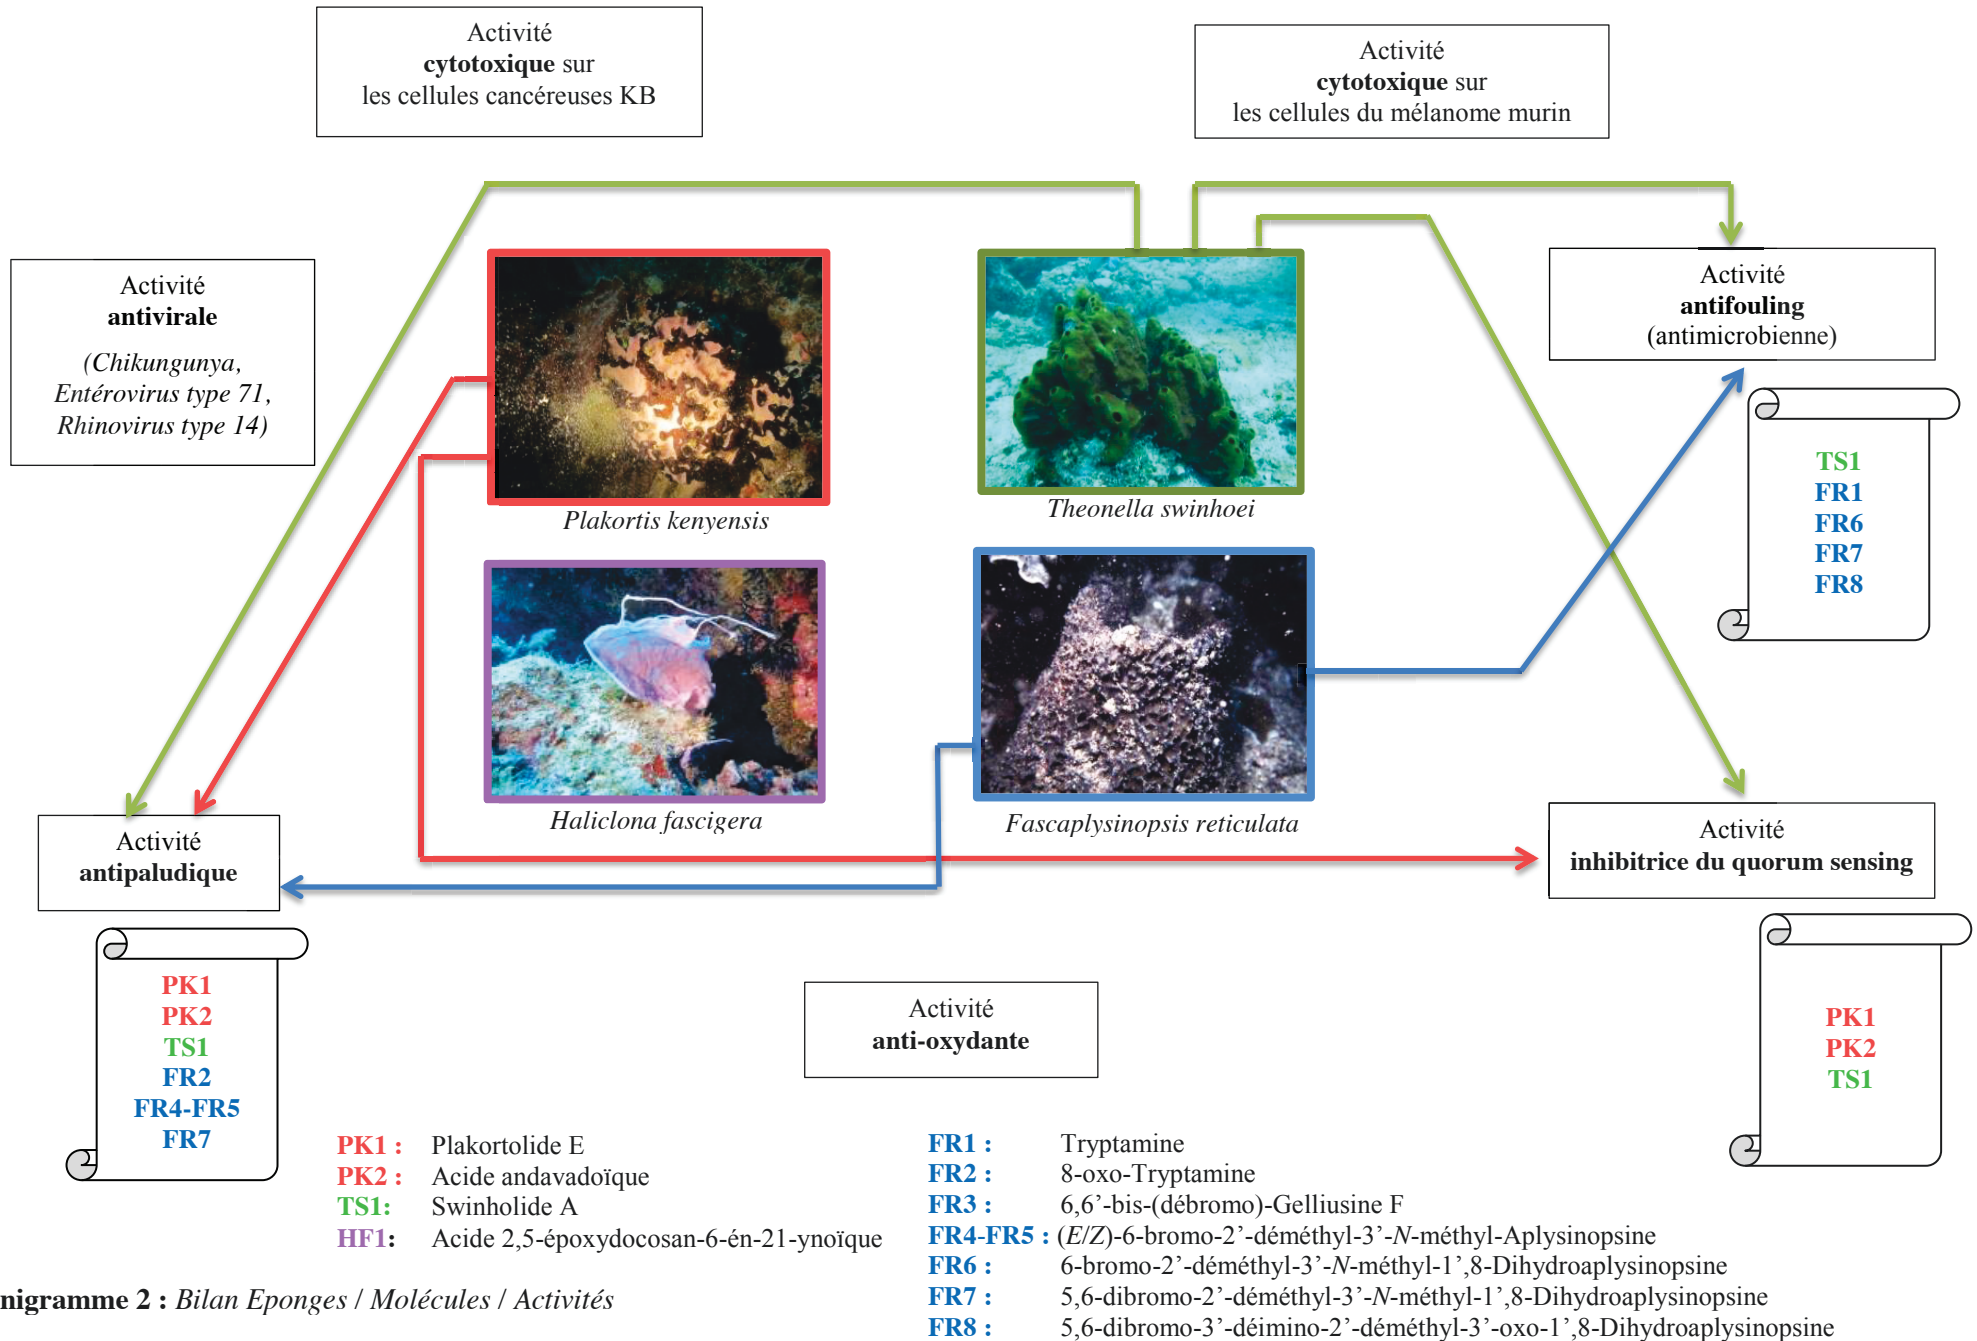 Activité
cytotoxique sur
les cellules cancéreuses KB
Activité
cytotoxique sur
les cellules du mélanome murin
Activité
antivirale
(Chikungunya,
Entérovirus type 71,
Rhinovirus type 14)
Activité
antifouling
(antimicrobienne)
Plakortis kenyensis
Theonella swinhoei
TS1
FR1
FR6
FR7
FR8
Haliclona fascigera
Fascaplysinopsis reticulata
Activité
antipaludique
Activité
inhibitrice du quorum sensing
PK1
PK2
TS1
FR2
FR4-FR5
FR7
Activité
anti-oxydante
PK1
PK2
TS1
PK1 : Plakortolide E
PK2 : Acide andavadoïque
TS1: Swinholide A
HF1: Acide 2,5-époxydocosan-6-én-21-ynoïque
FR1 : Tryptamine
FR2 : 8-oxo-Tryptamine
FR3 : 6,6’-bis-(débromo)-Gelliusine F
FR4-FR5 : (E/Z)-6-bromo-2’-déméthyl-3’-N-méthyl-Aplysinopsine
FR6 : 6-bromo-2’-déméthyl-3’-N-méthyl-1’,8-Dihydroaplysinopsine
FR7 : 5,6-dibromo-2’-déméthyl-3’-N-méthyl-1’,8-Dihydroaplysinopsine
FR8 : 5,6-dibromo-3’-déimino-2’-déméthyl-3’-oxo-1’,8-Dihydroaplysinopsine
nigramme 2 : Bilan Eponges / Molécules / Activités